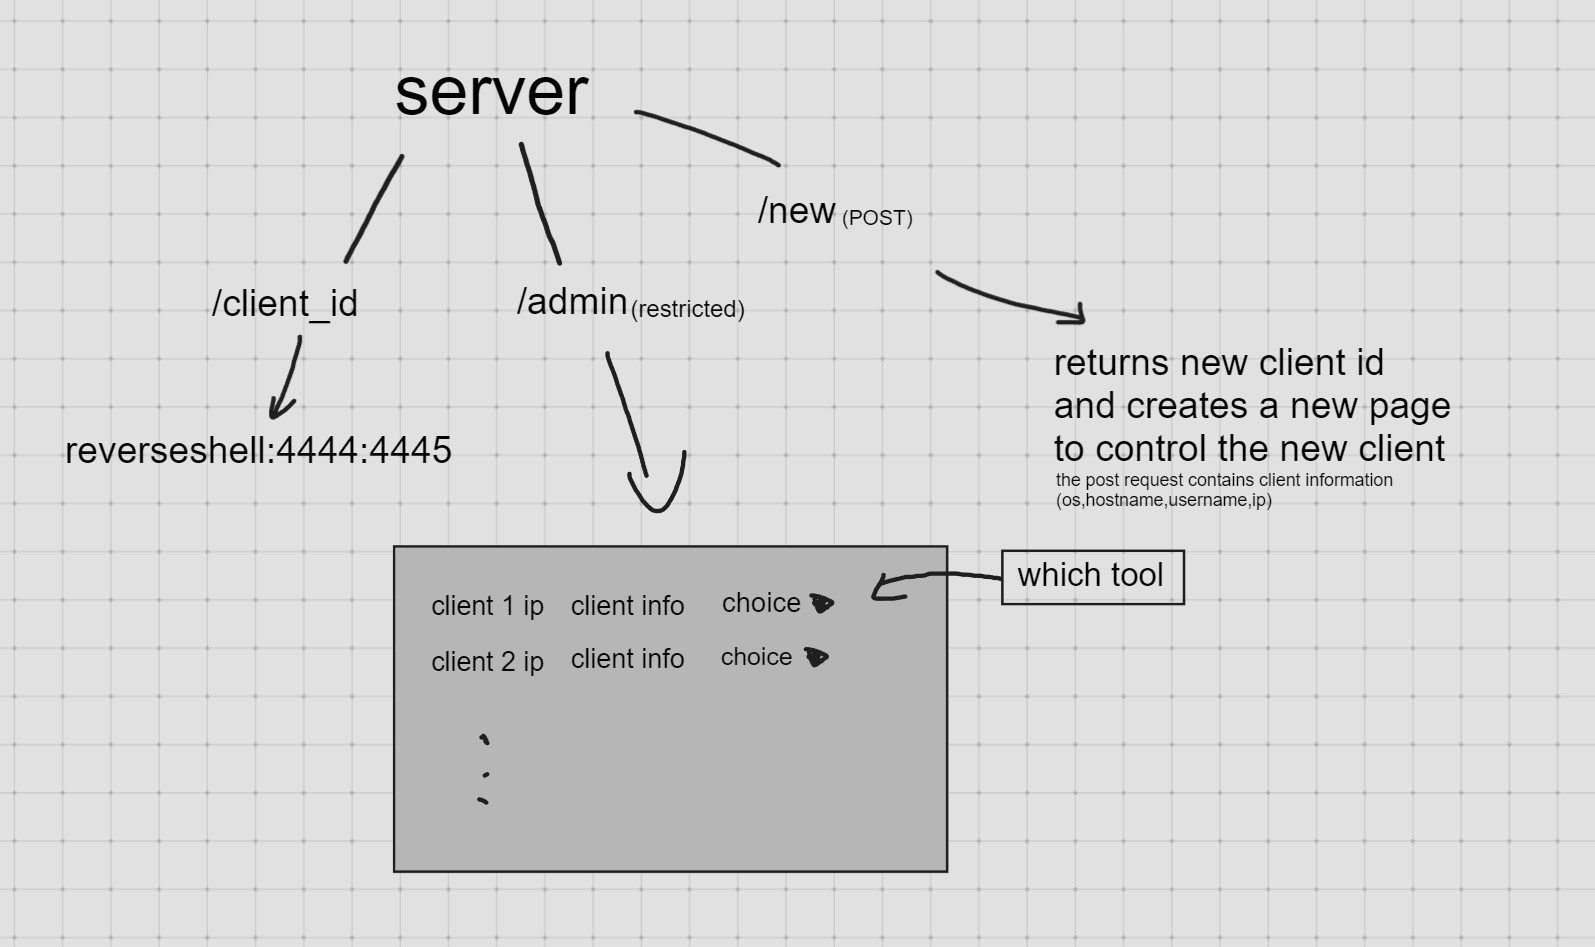 server
/new (POST)
/client_id
/admin (restricted)
returns new client id
and creates a new page
to control the new client
the post request contains client information
(os,hostname,username,ip)
reverseshell:4444:4445
which tool
client 1 ip client info choice
client 2 ip client info choice